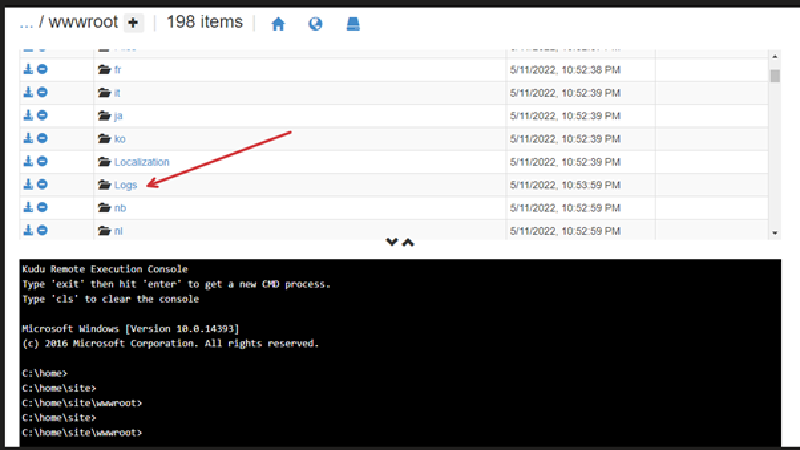 ... / wwwroot + | 198 items |
fr 5/11/2022, 10:52:38 PM
it 5/11/2022, 10:52:39 PM
ja 5/11/2022, 10:52:39 PM
ko 5/11/2022, 10:52:39 PM
Localization 5/11/2022, 10:52:39 PM
Logs 5/11/2022, 10:53:59 PM
nb 5/11/2022, 10:52:59 PM
nl 5/11/2022, 10:52:59 PM
Kudu Remote Execution Console
Type 'exit' then hit 'enter' to get a new CMD process.
Type 'cls' to clear the console
Microsoft Windows [Version 10.0.14393]
(c) 2016 Microsoft Corporation. All rights reserved.
C:\home>
C:\home\site>
C:\home\site\wwwroot>
C:\home\site>
C:\home\site\wwwroot>